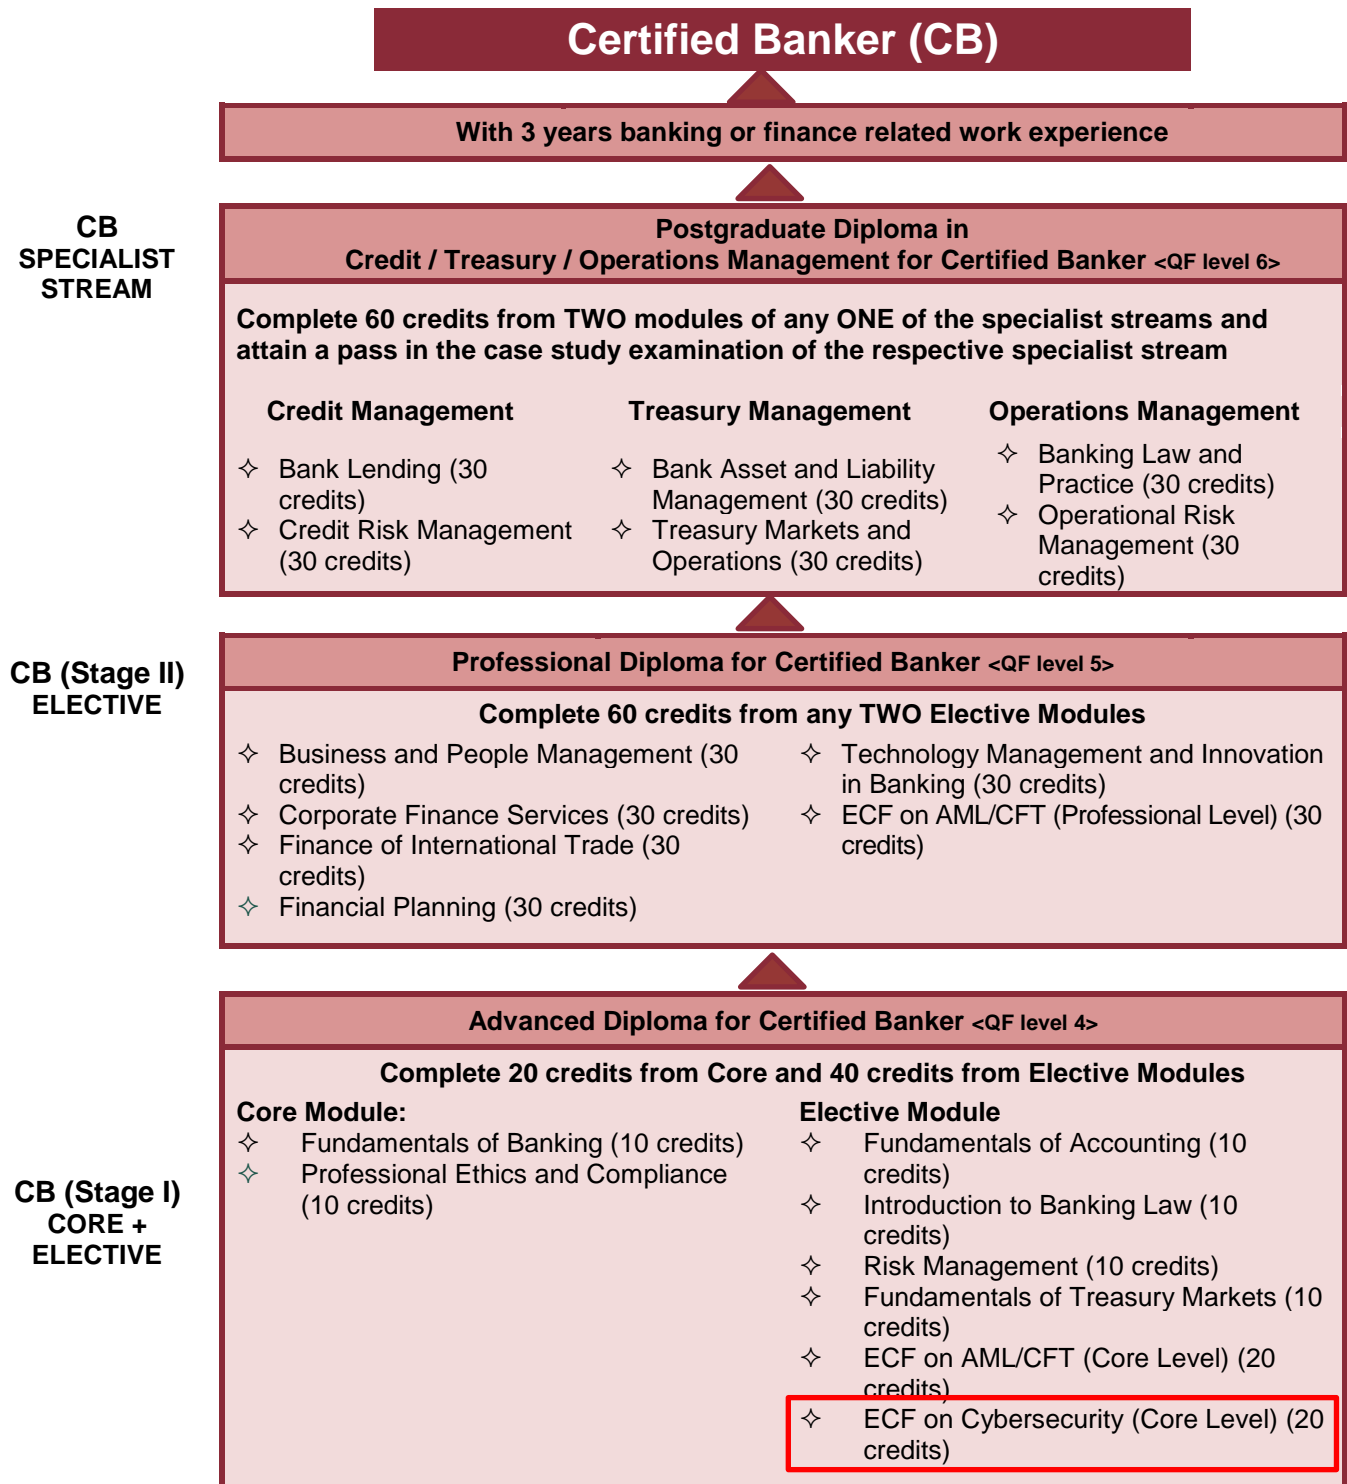 Certified Banker (CB)
With 3 years banking or finance related work experience
CB
SPECIALIST
STREAM
Postgraduate Diploma in
Credit / Treasury / Operations Management for Certified Banker <QF level 6>
Complete 60 credits from TWO modules of any ONE of the specialist streams and
attain a pass in the case study examination of the respective specialist stream
Credit Management
✧ Bank Lending (30
credits)
✧ Credit Risk Management
(30 credits)
Treasury Management
✧ Bank Asset and Liability
Management (30 credits)
✧ Treasury Markets and
Operations (30 credits)
Operations Management
✧ Banking Law and
Practice (30 credits)
✧ Operational Risk
Management (30
credits)
CB (Stage II)
ELECTIVE
Professional Diploma for Certified Banker <QF level 5>
Complete 60 credits from any TWO Elective Modules
✧ Business and People Management (30
credits)
✧ Corporate Finance Services (30 credits)
✧ Finance of International Trade (30
credits)
✧ Financial Planning (30 credits)
✧ Technology Management and Innovation
in Banking (30 credits)
✧ ECF on AML/CFT (Professional Level) (30
credits)
CB (Stage I)
CORE +
ELECTIVE
Advanced Diploma for Certified Banker <QF level 4>
Complete 20 credits from Core and 40 credits from Elective Modules
Core Module:
✧ Fundamentals of Banking (10 credits)
✧ Professional Ethics and Compliance
(10 credits)
Elective Module
✧ Fundamentals of Accounting (10
credits)
✧ Introduction to Banking Law (10
credits)
✧ Risk Management (10 credits)
✧ Fundamentals of Treasury Markets (10
credits)
✧ ECF on AML/CFT (Core Level) (20
credits)
✧ ECF on Cybersecurity (Core Level) (20
credits)